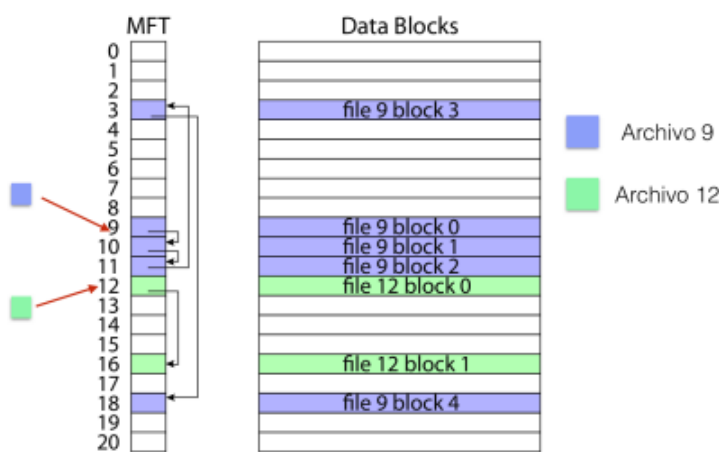 MFT Data Blocks
0
1
2
3 file 9 block 3
4
5
6
7
8
9 file 9 block 0
10 file 9 block 1
11 file 9 block 2
12 file 12 block 0
13
14
15
16 file 12 block 1
17
18 file 9 block 4
19
20
Archivo 9
Archivo 12